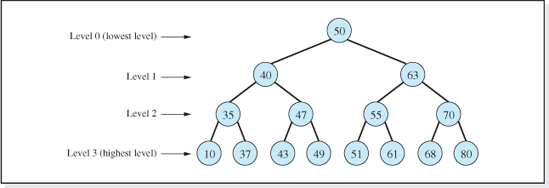 Level 0 (lowest level) 50
Level 1 40 63
Level 2 35 47 55 70
Level 3 (highest level) 10 37 43 49 51 61 68 80